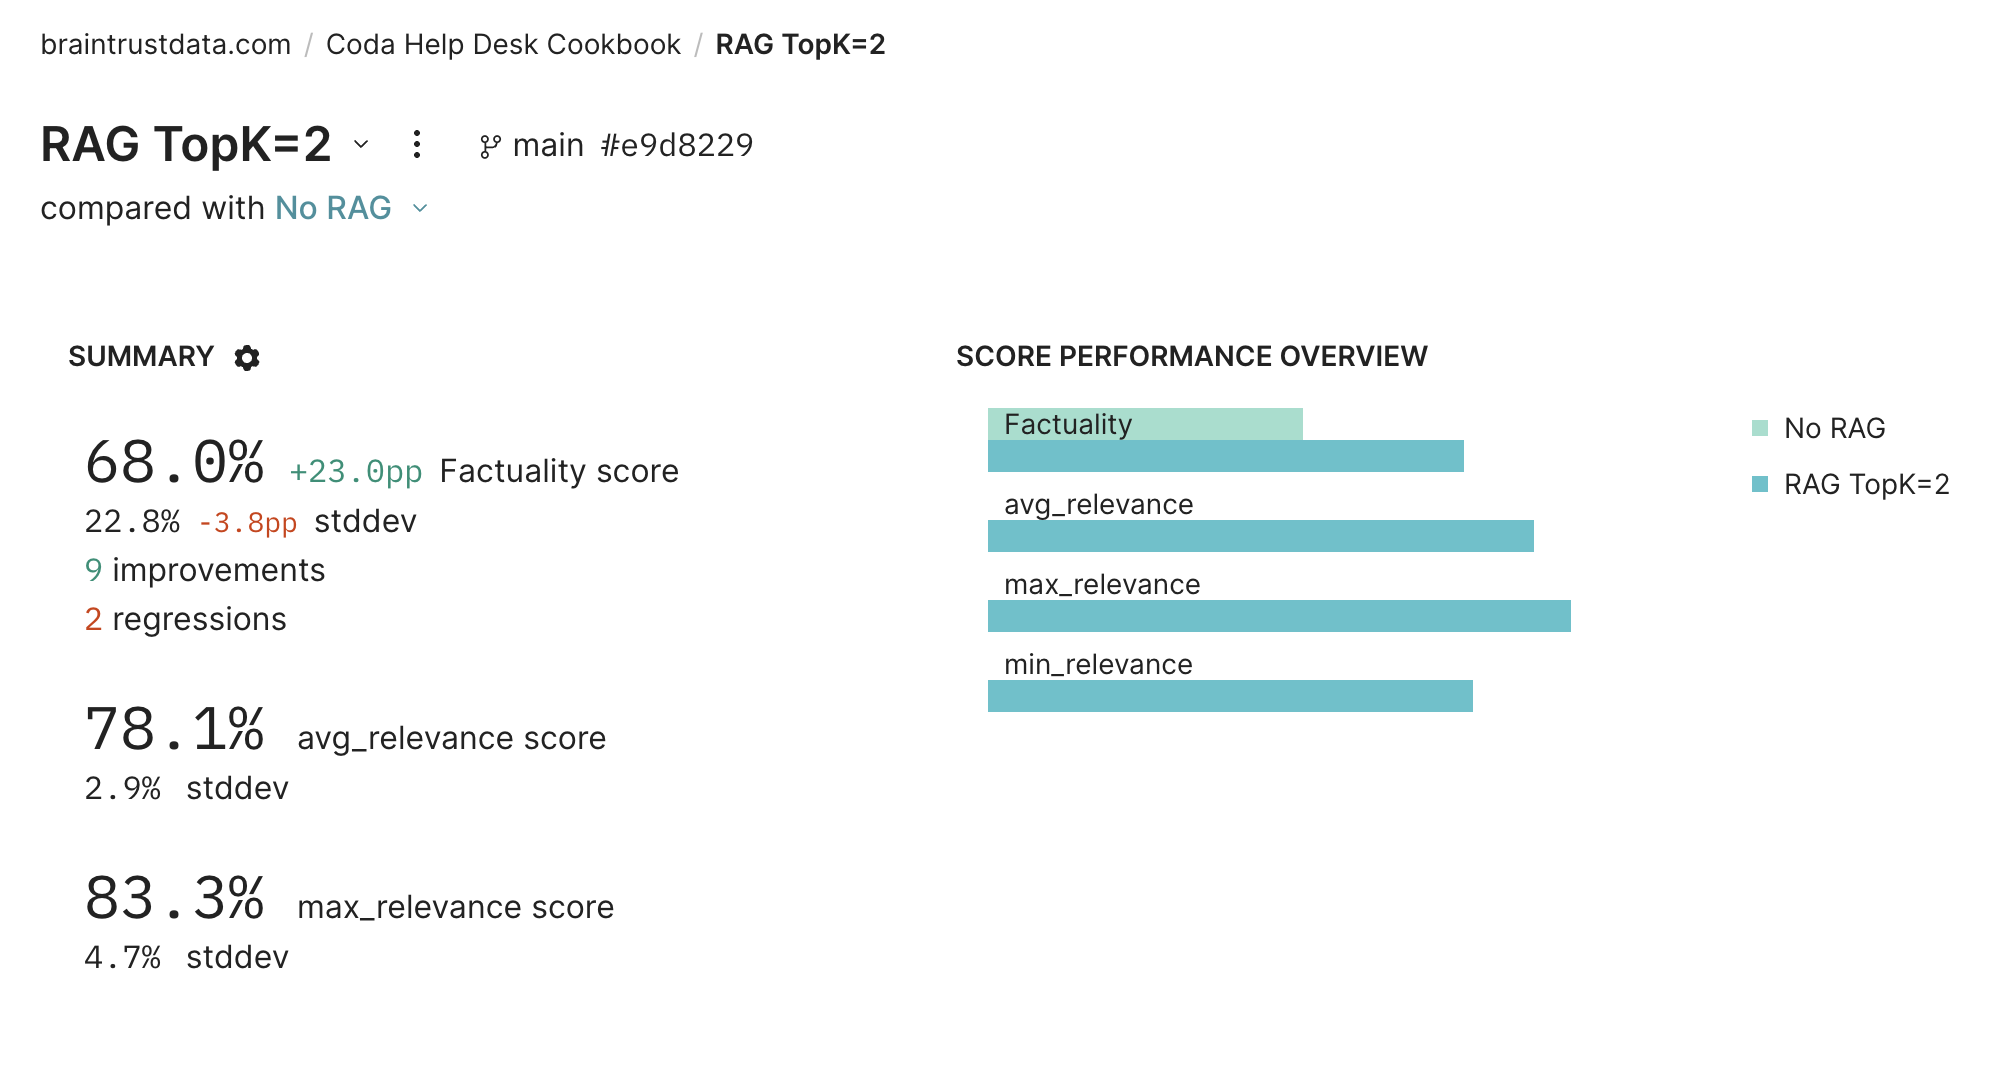 braintrustdata.com / Coda Help Desk Cookbook / RAG TopK=2
RAG TopK=2 main #e9d8229
compared with No RAG
SUMMARY
68.0% +23.0pp Factuality score
22.8% -3.8pp stddev
9 improvements
2 regressions
78.1% avg_relevance score
2.9% stddev
83.3% max_relevance score
4.7% stddev
SCORE PERFORMANCE OVERVIEW
Factuality
avg_relevance
max_relevance
min_relevance
No RAG
RAG TopK=2